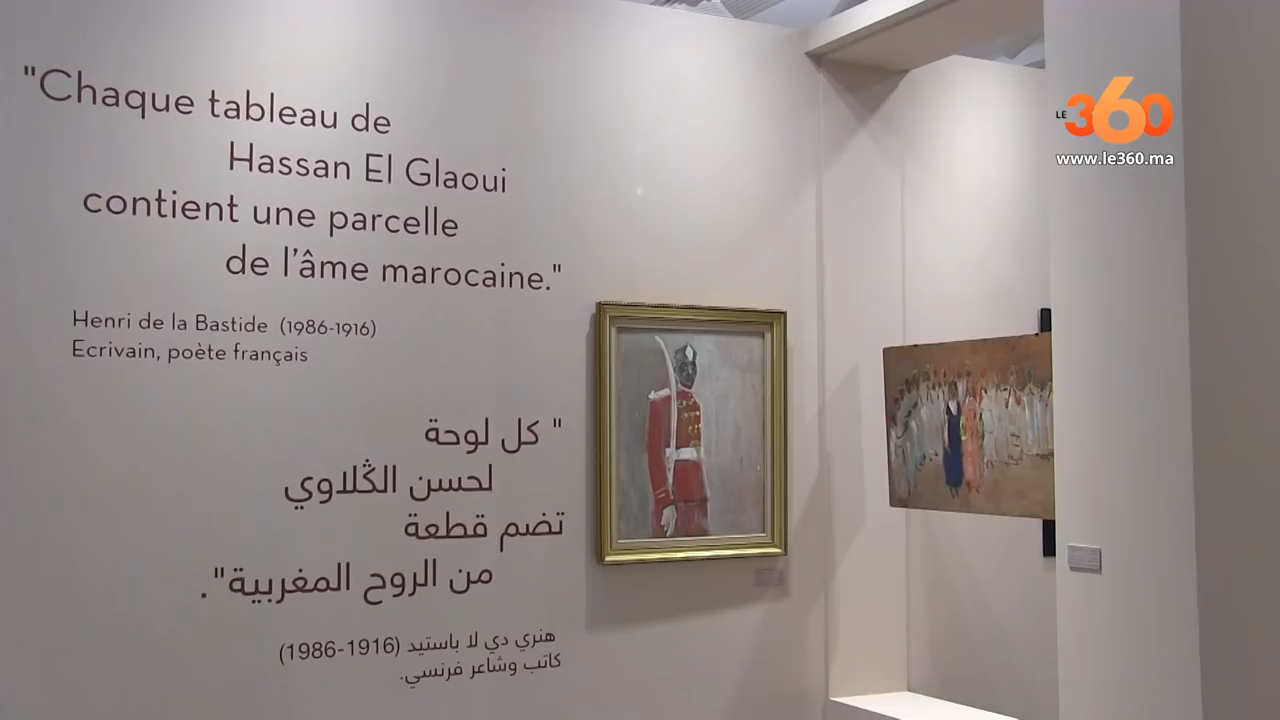 "Chaque tableau de
Hassan El Glaoui
contient une parcelle
de l'âme marocaine."
Henri de la Bastide (1986-1916)
Ecrivain, poète français
" كل لوحة
لحسن الڭلاوي
تضم قطعة
من الروح المغربية".
هنري دي لا باستيد (1916-1986)
كاتب وشاعر فرنسي.
LE 360
www.le360.ma